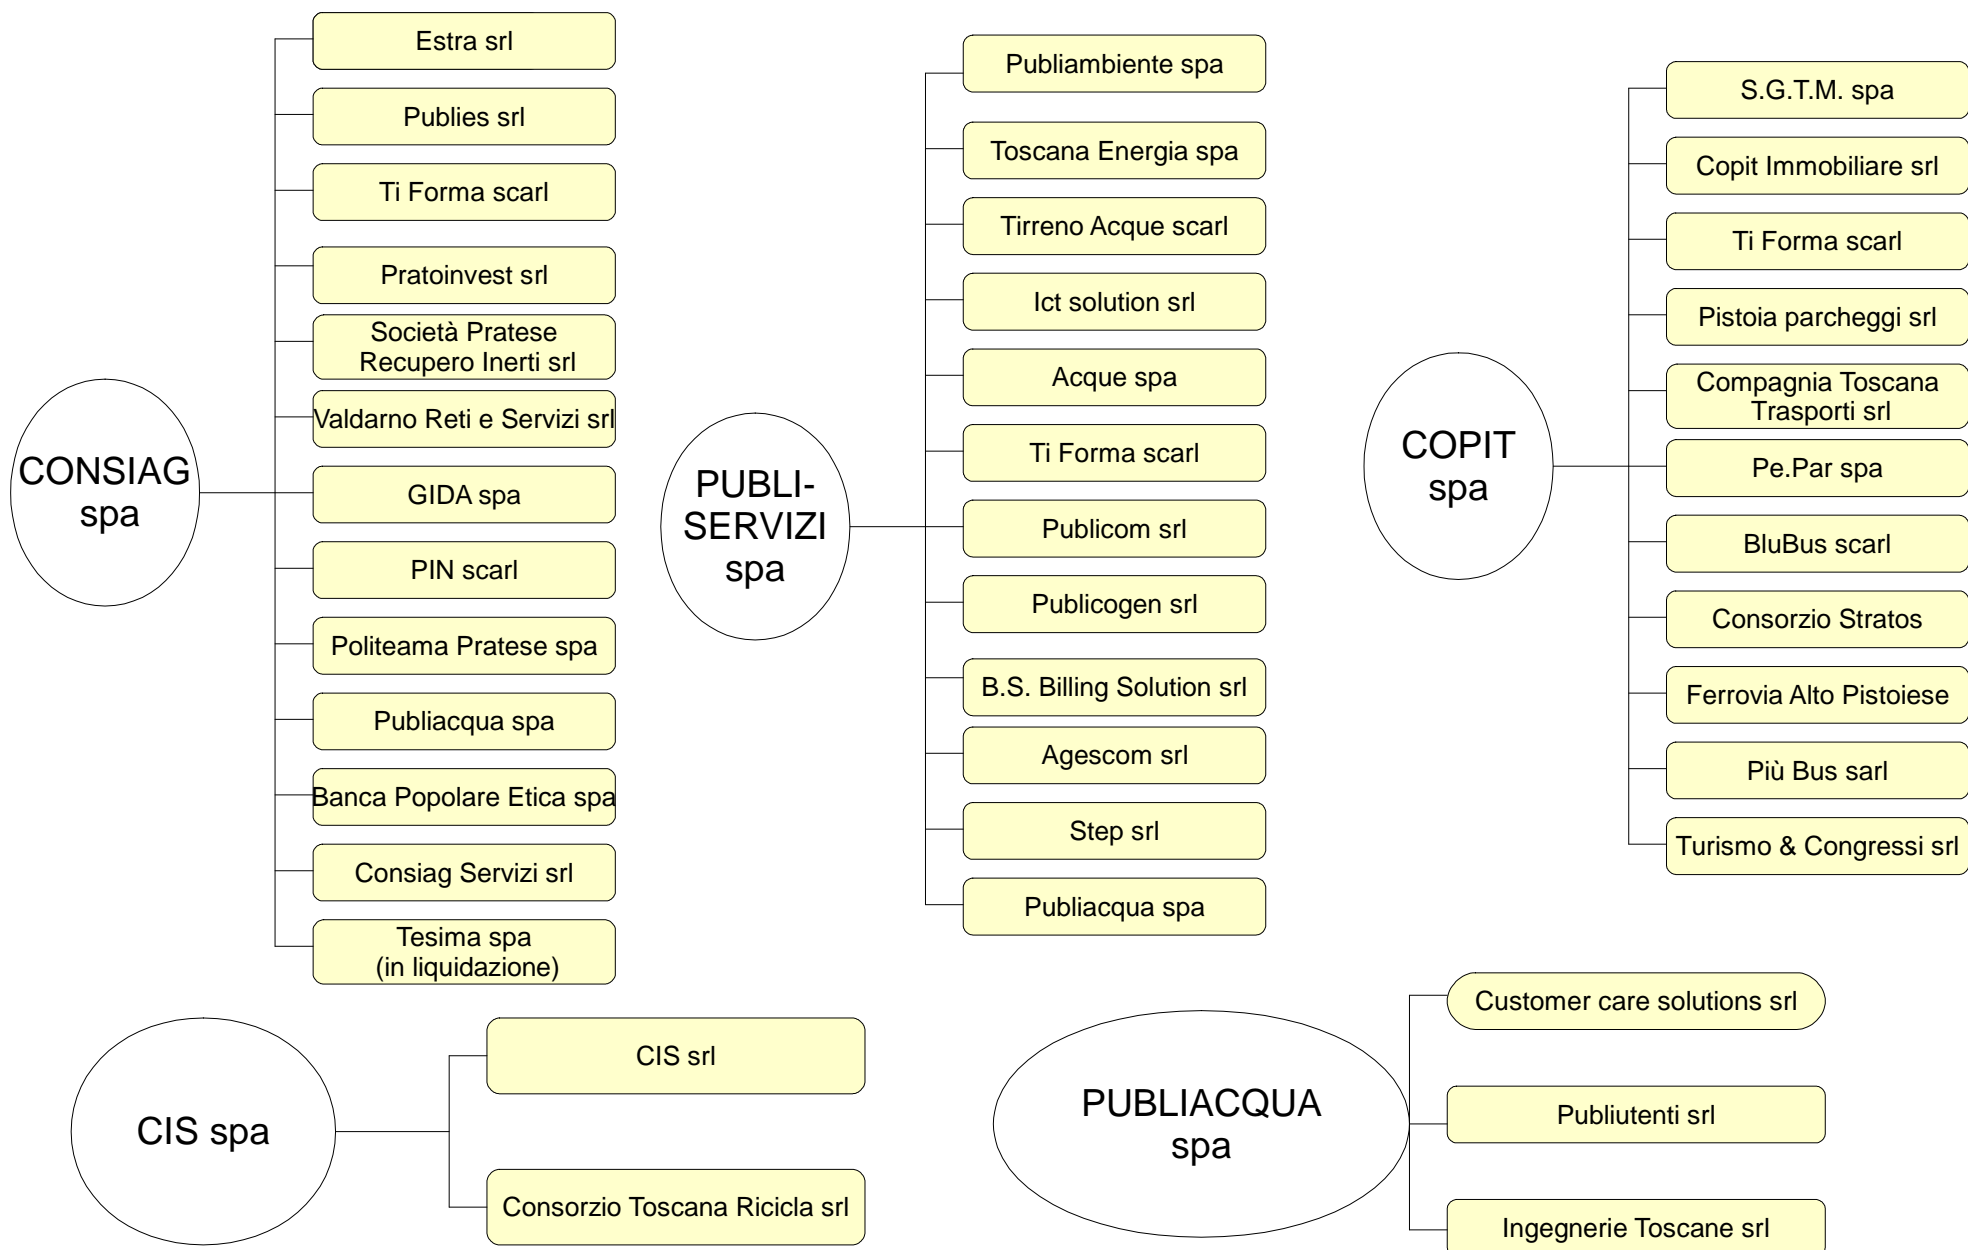 CONSIAG
spa
Estra srl
Publies srl
Ti Forma scarl
Pratoinvest srl
Società Pratese
Recupero Inerti srl
Valdarno Reti e Servizi srl
GIDA spa
PIN scarl
Politeama Pratese spa
Publiacqua spa
Banca Popolare Etica spa
Consiag Servizi srl
Tesima spa
(in liquidazione)
PUBLI-
SERVIZI
spa
Publiambiente spa
Toscana Energia spa
Tirreno Acque scarl
Ict solution srl
Acque spa
Ti Forma scarl
Publicom srl
Publicogen srl
B.S. Billing Solution srl
Agescom srl
Step srl
Publiacqua spa
COPIT
spa
S.G.T.M. spa
Copit Immobiliare srl
Ti Forma scarl
Pistoia parcheggi srl
Compagnia Toscana
Trasporti srl
Pe.Par spa
BluBus scarl
Consorzio Stratos
Ferrovia Alto Pistoiese
Più Bus sarl
Turismo & Congressi srl
CIS spa
CIS srl
Consorzio Toscana Ricicla srl
PUBLIACQUA
spa
Customer care solutions srl
Publiutenti srl
Ingegnerie Toscane srl